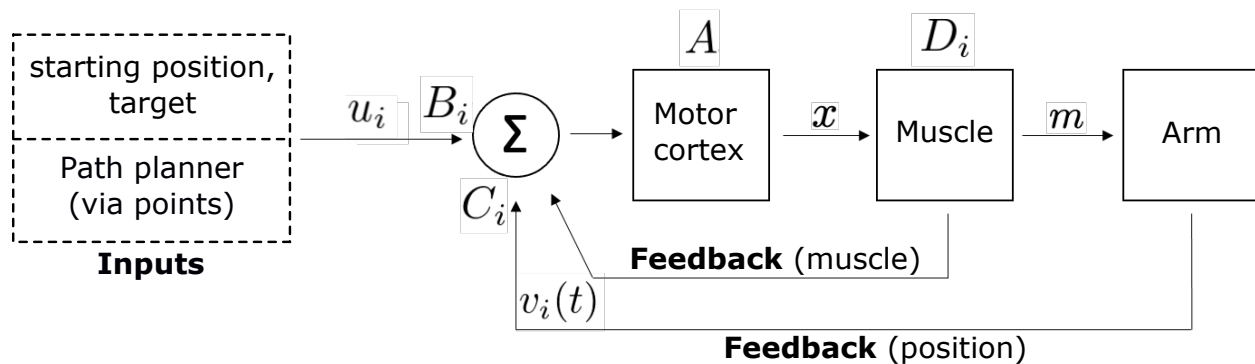 starting position,
target
Path planner
(via points)
Inputs
u_i
B_i
Σ
C_i
A
Motor
cortex
x
D_i
Muscle
m
Arm
Feedback (muscle)
v_i(t)
Feedback (position)